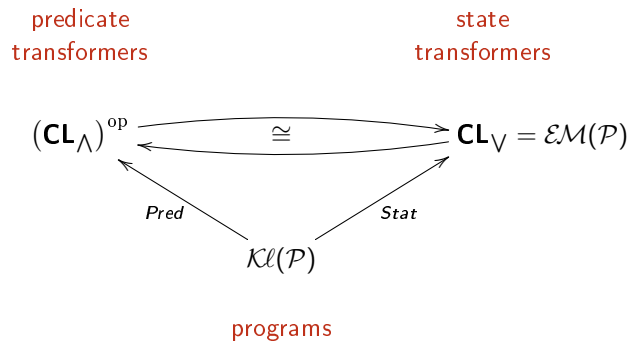 predicate state
transformers transformers
(CL⋀)ᵒᵖ ≅ CL⋁ = ℰℳ(𝒫)
Pred Stat
𝒦ℓ(𝒫)
programs